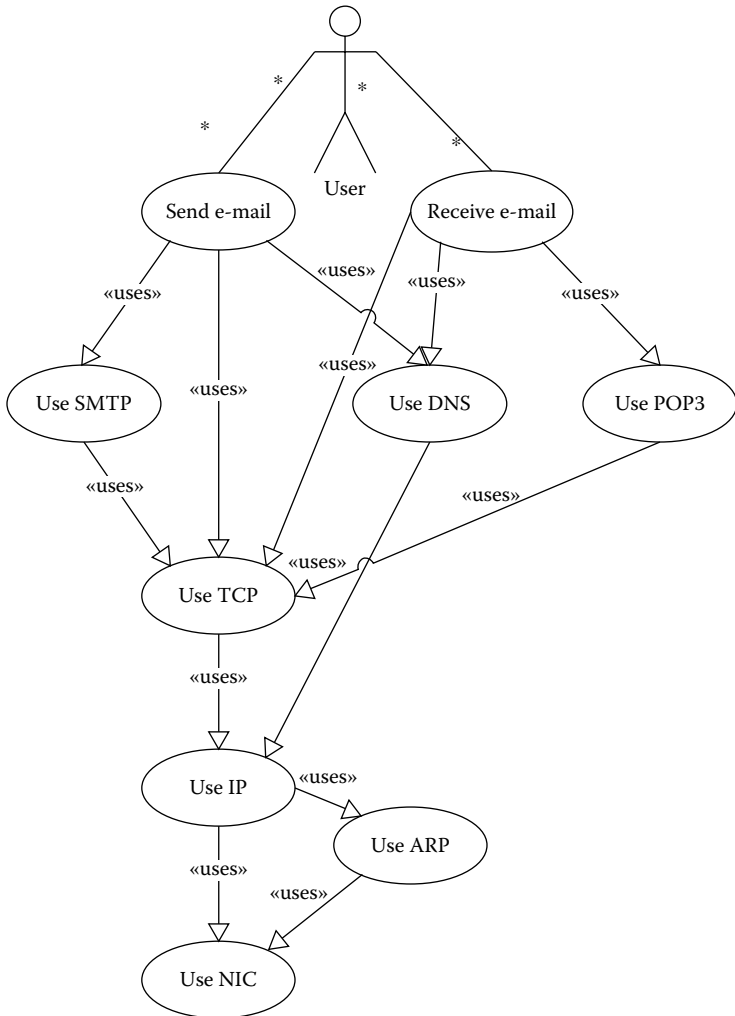 *
*
*
*
User
Send e-mail
Receive e-mail
«uses»
«uses»
«uses»
«uses»
«uses»
«uses»
Use SMTP
Use DNS
Use POP3
«uses»
«uses»
«uses»
Use TCP
«uses»
Use IP
«uses»
Use ARP
«uses»
«uses»
Use NIC